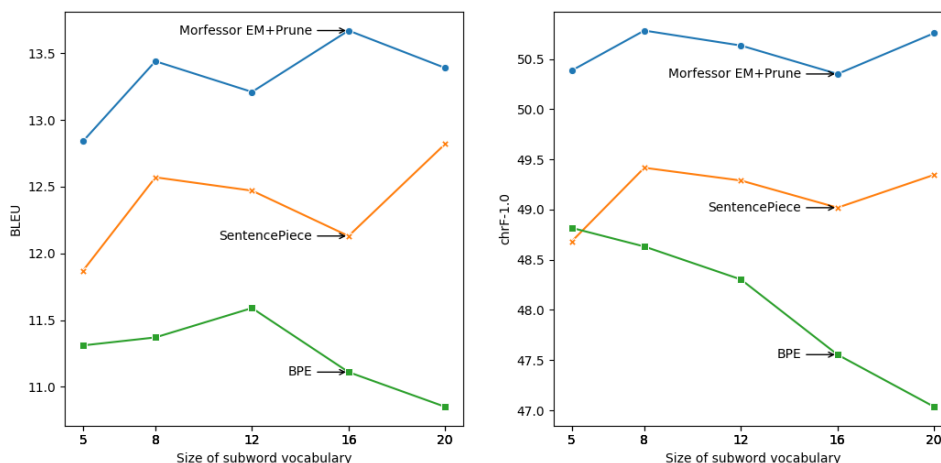 13.5
13.0
12.5
12.0
11.5
11.0
BLEU
Morfessor EM+Prune
SentencePiece
BPE
5 8 12 16 20
Size of subword vocabulary
50.5
50.0
49.5
49.0
48.5
48.0
47.5
47.0
chrF-1.0
Morfessor EM+Prune
SentencePiece
BPE
5 8 12 16 20
Size of subword vocabulary